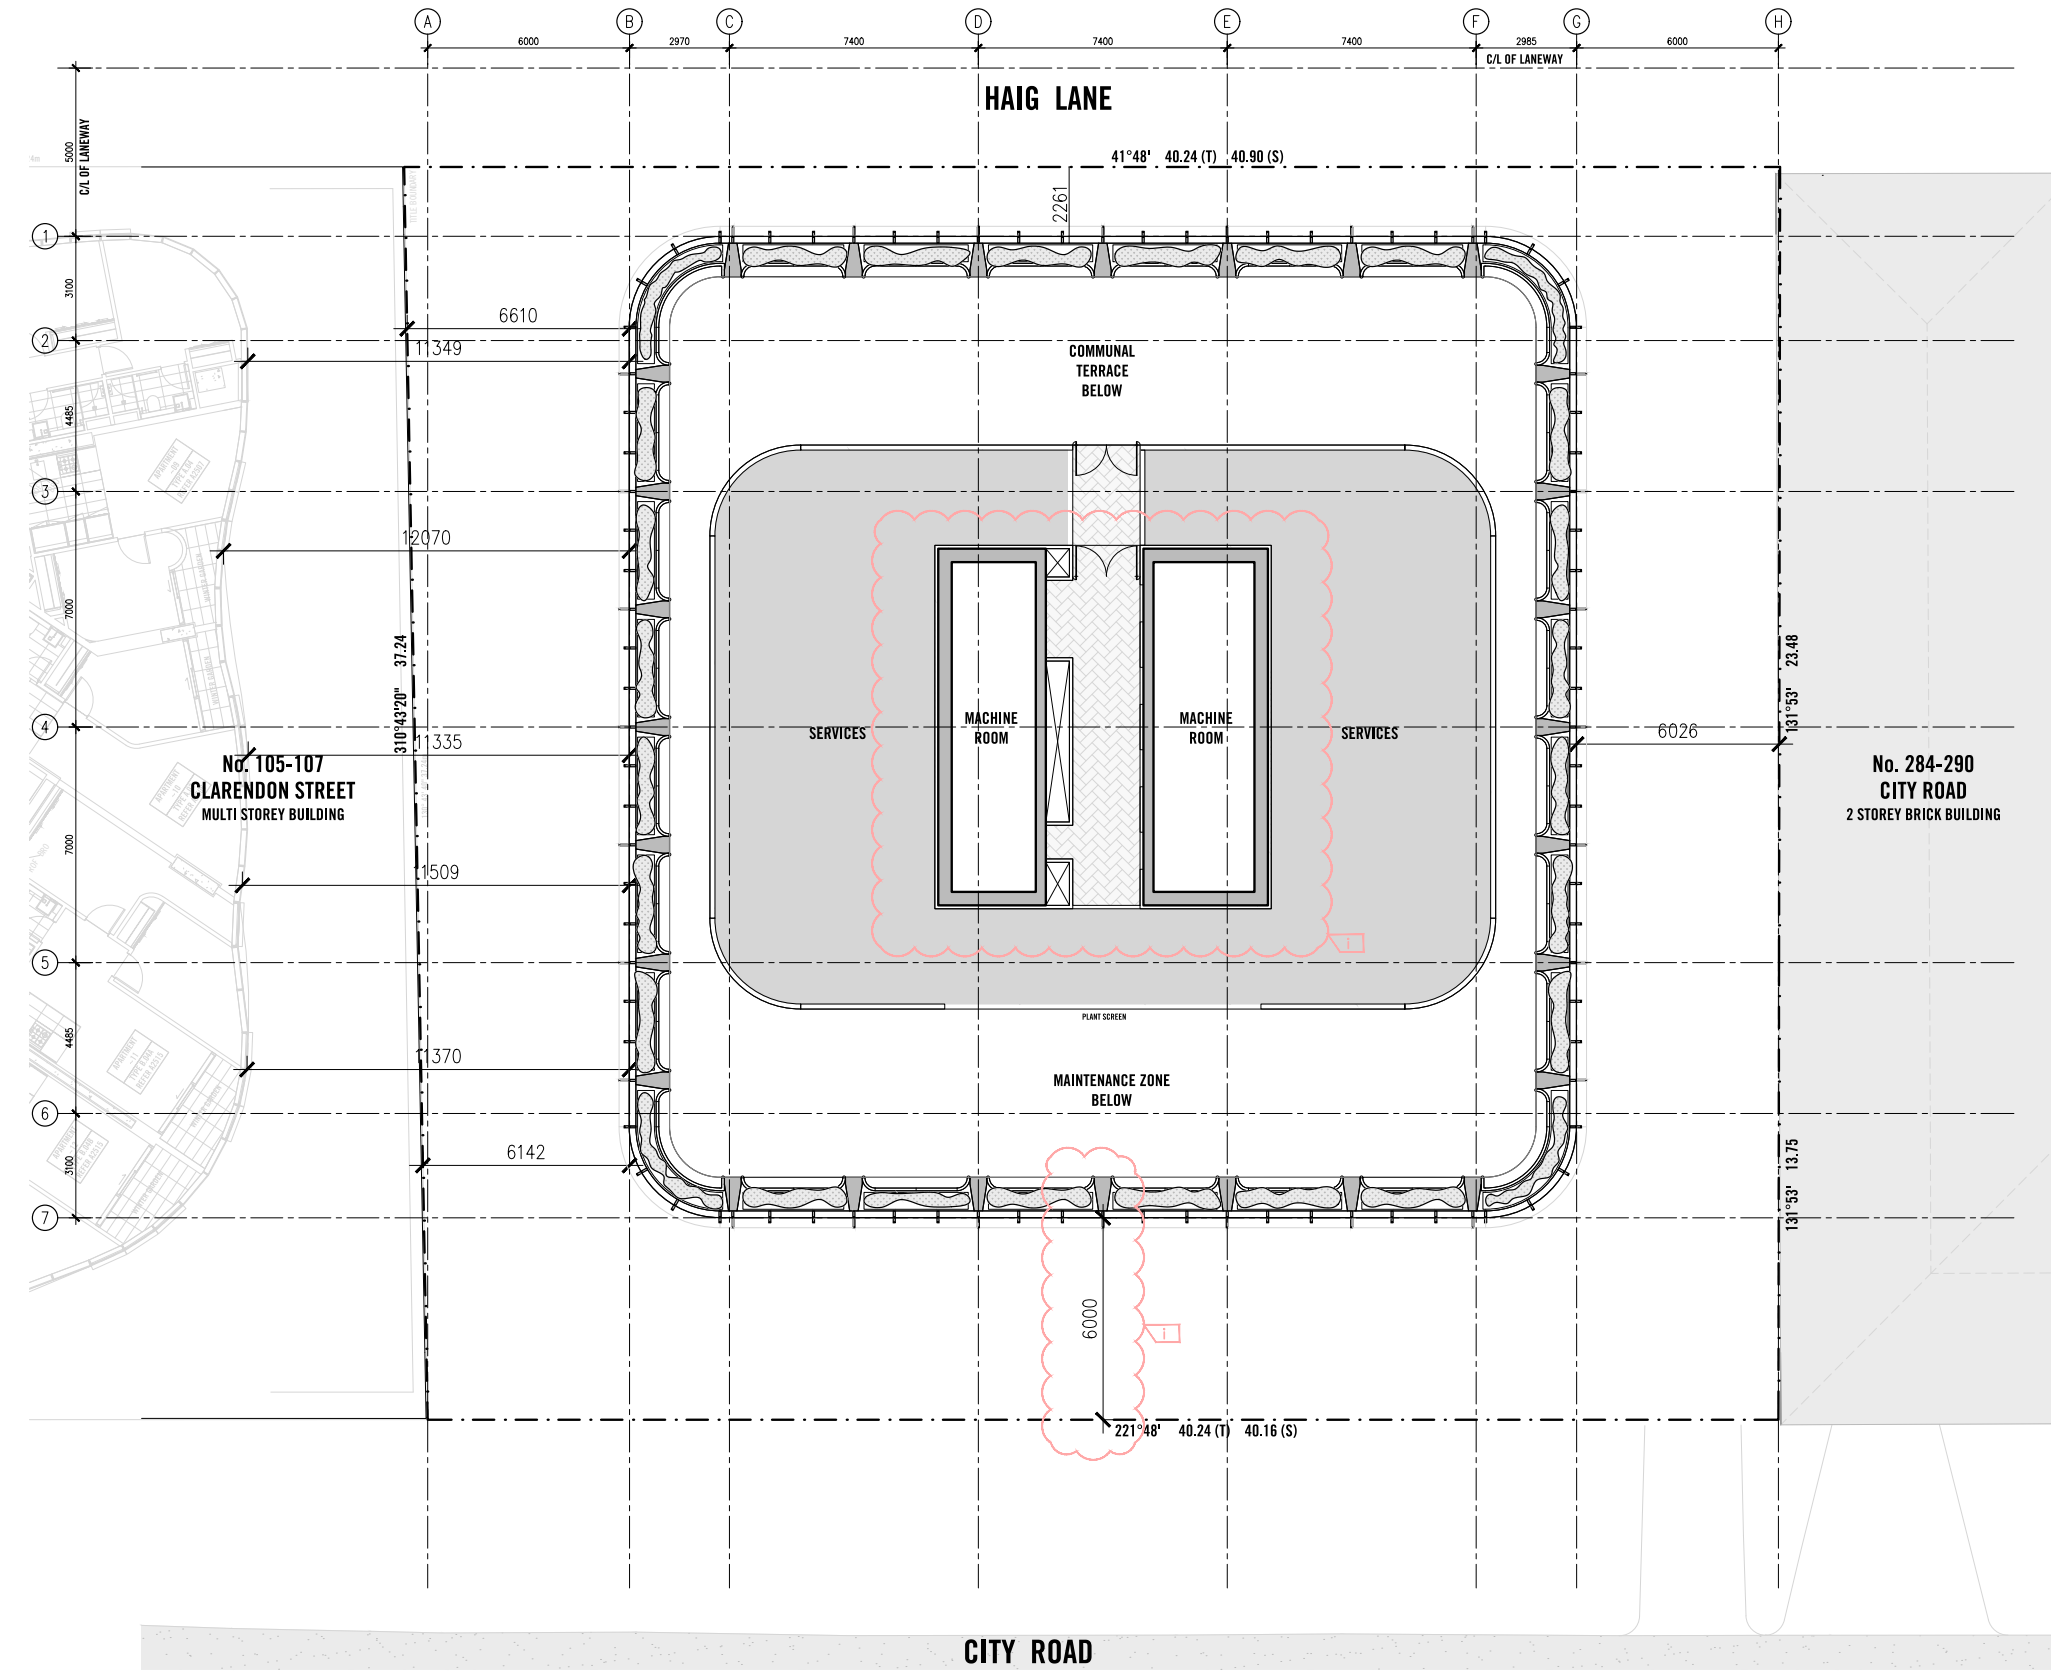 A
B
C
D
E
F
G
H
6000
2970
7400
7400
7400
2985
6000
C/L OF LANEWAY
HAIG LANE
C/L OF LANEWAY
5000
41°48' 40.24 (T) 40.90 (S)
TITLE BOUNDARY
2261
1
3100
6610
2
11349
COMMUNAL
TERRACE
BELOW
4485
3
12070
7000
310°43'20" 37.24
131°53' 23.48
4
SERVICES
MACHINE
ROOM
MACHINE
ROOM
SERVICES
6026
11335
No. 105-107
CLARENDON STREET
MULTI STOREY BUILDING
No. 284-290
CITY ROAD
2 STOREY BRICK BUILDING
7000
11509
i
5
PLANT SCREEN
4485
11370
MAINTENANCE ZONE
BELOW
6
6142
3100
131°53' 13.75
7
6000
i
221°48' 40.24 (T) 40.16 (S)
CITY ROAD